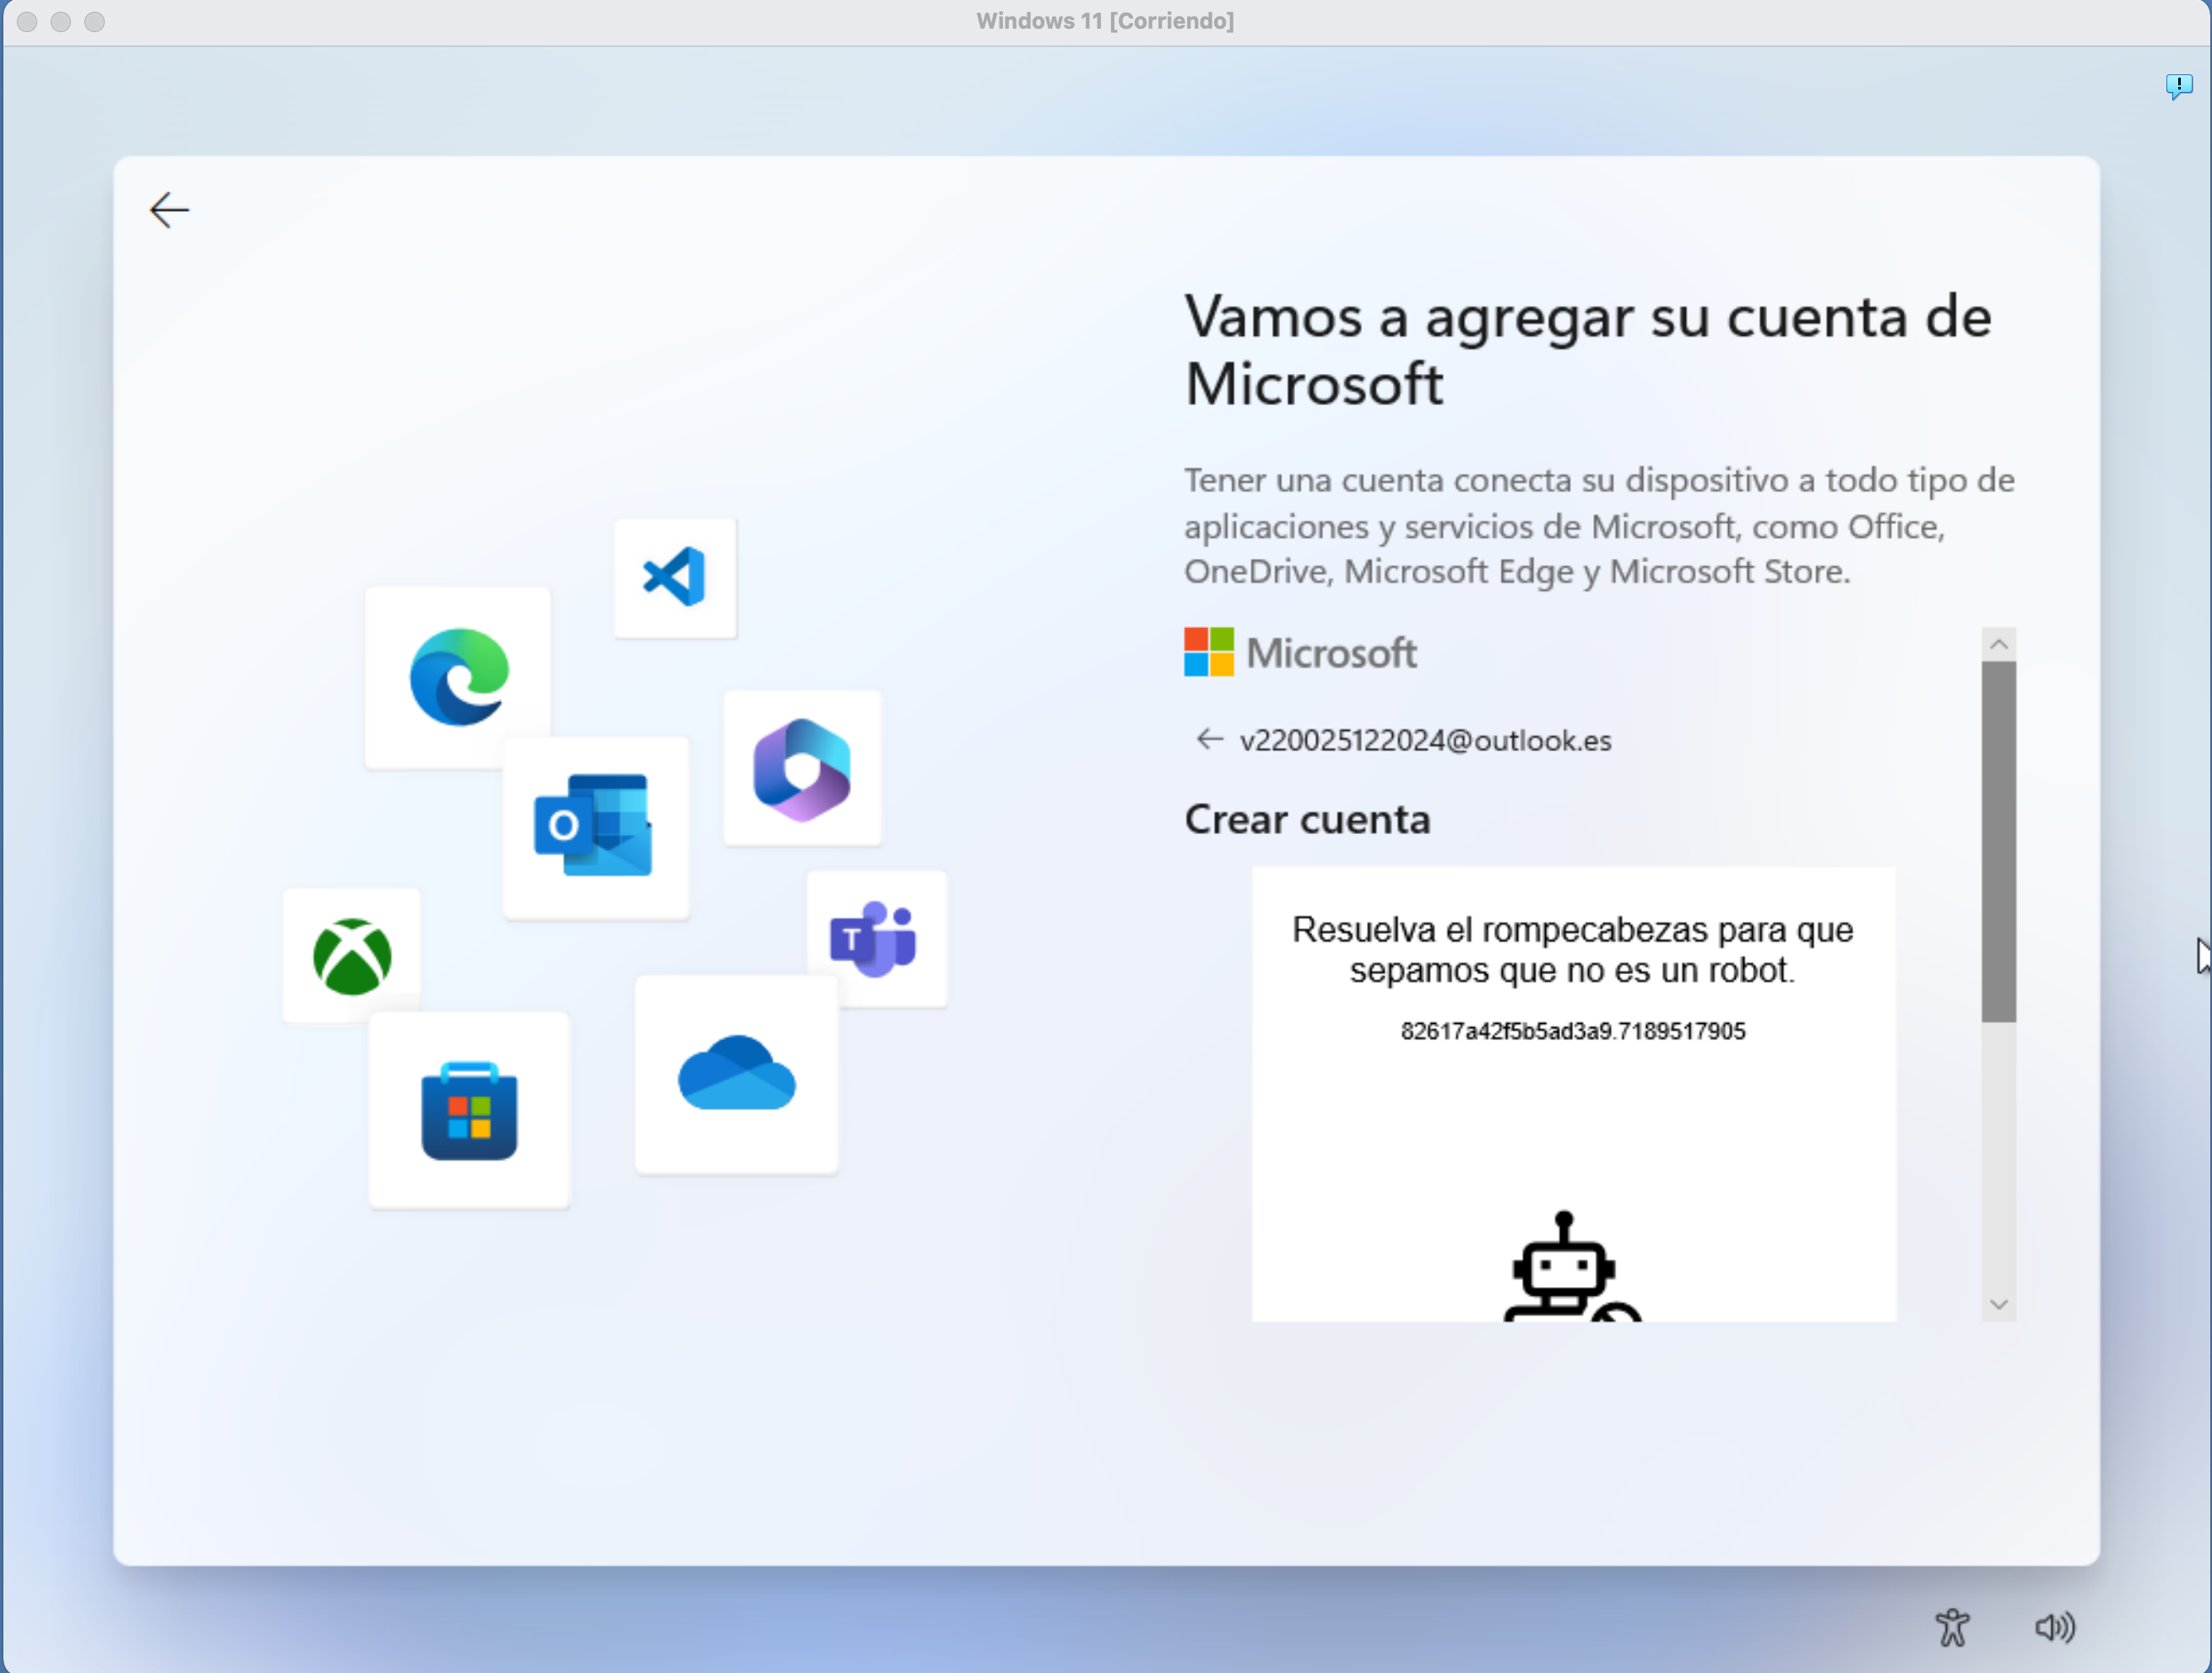 Windows 11 [Corriendo]
Vamos a agregar su cuenta de
Microsoft
Tener una cuenta conecta su dispositivo a todo tipo de
aplicaciones y servicios de Microsoft, como Office,
OneDrive, Microsoft Edge y Microsoft Store.
Microsoft
v220025122024@outlook.es
Crear cuenta
Resuelva el rompecabezas para que
sepamos que no es un robot.
82617a42f5b5ad3a9.7189517905